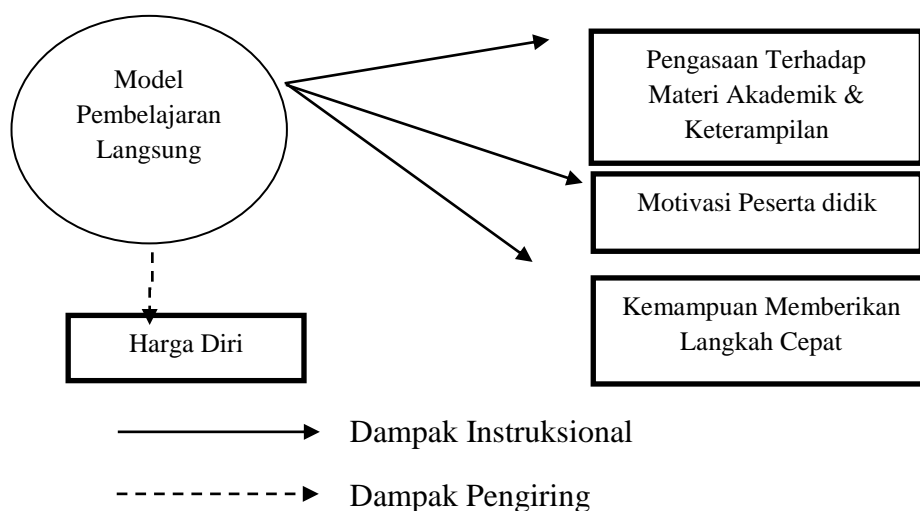 Model
Pembelajaran
Langsung
Pengasaan Terhadap
Materi Akademik &
Keterampilan
Motivasi Peserta didik
Kemampuan Memberikan
Langkah Cepat
Harga Diri
Dampak Instruksional
Dampak Pengiring